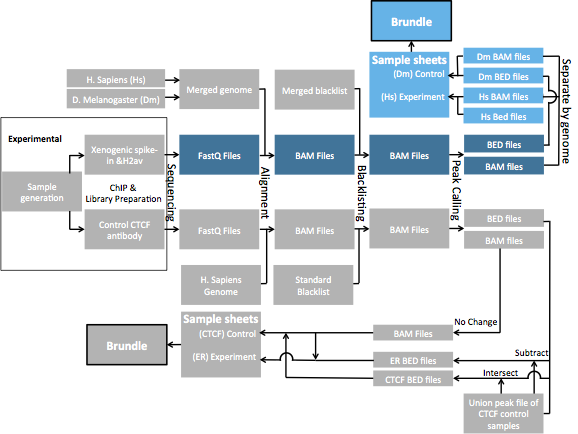 Brundle
Sample sheets
(Dm) Control
(Hs) Experiment
Dm BAM files
Dm BED files
Hs BAM files
Hs Bed files
Separate by genome
H. Sapiens (Hs)
D. Melanogaster (Dm)
Merged genome
Merged blacklist
Experimental
Xenogenic spike-
in &H2av
Sample
generation
ChIP &
Library Preparation
Control CTCF
antibody
Sequencing
FastQ Files
Alignment
BAM Files
Blacklisting
BAM Files
Peak Calling
BED files
BAM Files
FastQ Files
BAM Files
BAM Files
BED files
BAM Files
H. Sapiens
Genome
Standard
Blacklist
Sample sheets
(CTCF) Control
(ER) Experiment
Brundle
No Change
BAM Files
Subtract
ER BED files
Intersect
CTCF BED files
Union peak file of
CTCF control
samples